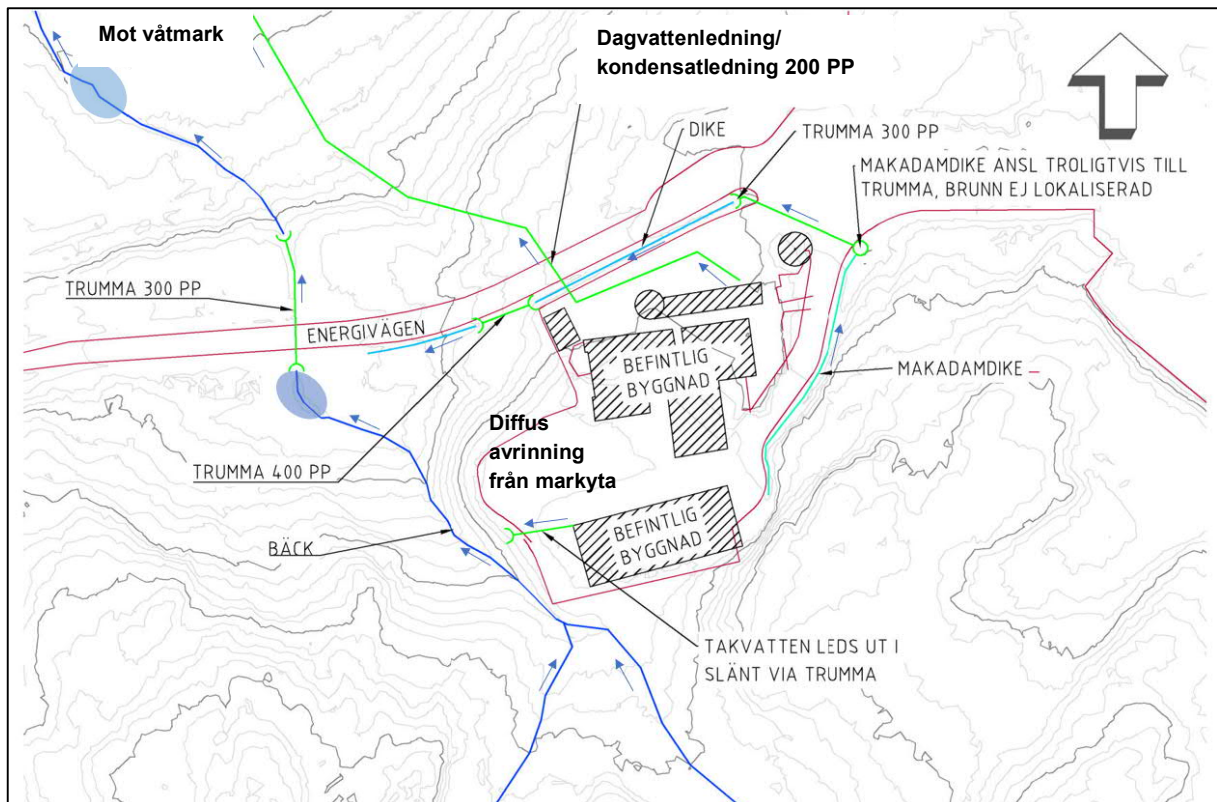 Mot våtmark
Dagvattenledning/
kondensatledning 200 PP
DIKE
TRUMMA 300 PP
MAKADAMDIKE ANSL TROLIGTVIS TILL
TRUMMA, BRUNN EJ LOKALISERAD
TRUMMA 300 PP
ENERGIVÄGEN
BEFINTLIG
BYGGNAD
MAKADAMDIKE
Diffus
avrinning
från markyta
TRUMMA 400 PP
BÄCK
BEFINTLIG
BYGGNAD
TAKVATTEN LEDS UT I
SLÄNT VIA TRUMMA